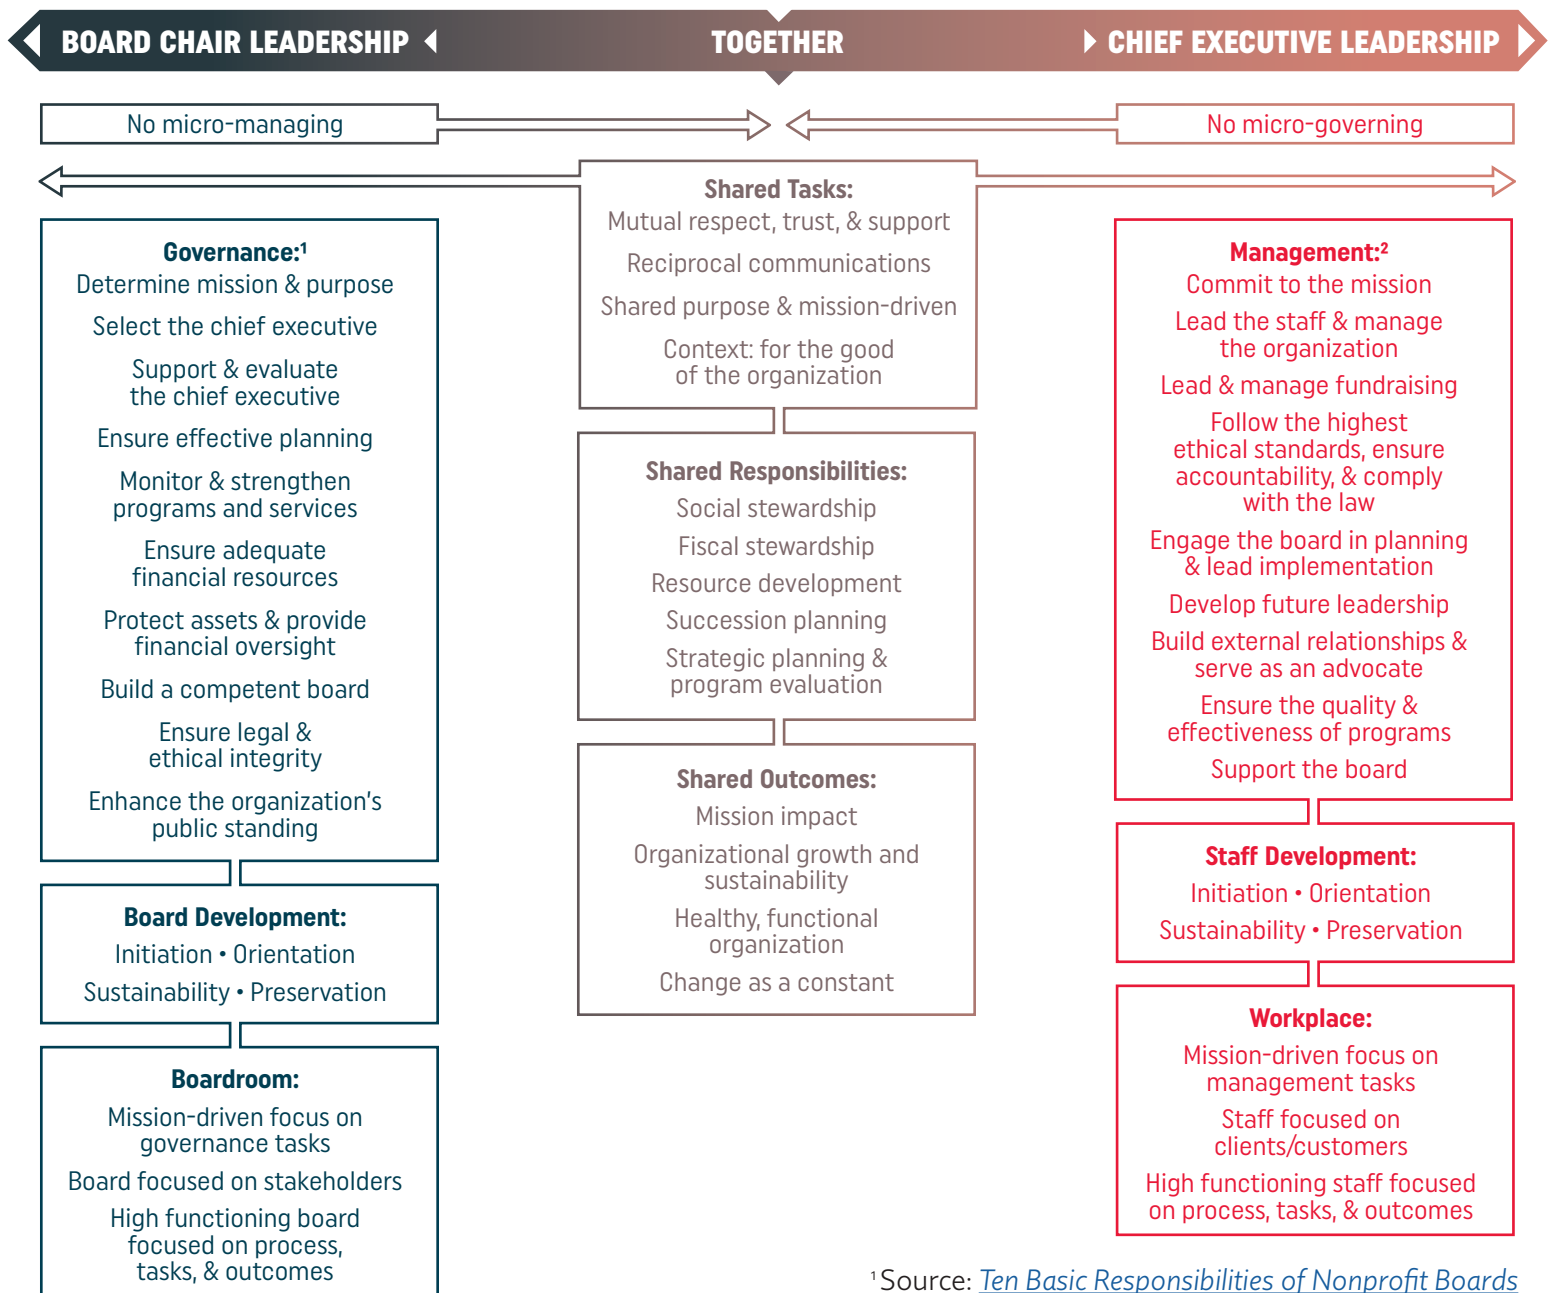 BOARD CHAIR LEADERSHIP
TOGETHER
CHIEF EXECUTIVE LEADERSHIP
No micro-managing
No micro-governing
Governance:¹
Determine mission & purpose
Select the chief executive
Support & evaluate
the chief executive
Ensure effective planning
Monitor & strengthen
programs and services
Ensure adequate
financial resources
Protect assets & provide
financial oversight
Build a competent board
Ensure legal &
ethical integrity
Enhance the organization's
public standing
Board Development:
Initiation • Orientation
Sustainability • Preservation
Boardroom:
Mission-driven focus on
governance tasks
Board focused on stakeholders
High functioning board
focused on process,
tasks, & outcomes
Shared Tasks:
Mutual respect, trust, & support
Reciprocal communications
Shared purpose & mission-driven
Context: for the good
of the organization
Shared Responsibilities:
Social stewardship
Fiscal stewardship
Resource development
Succession planning
Strategic planning &
program evaluation
Shared Outcomes:
Mission impact
Organizational growth and
sustainability
Healthy, functional
organization
Change as a constant
Management:²
Commit to the mission
Lead the staff & manage
the organization
Lead & manage fundraising
Follow the highest
ethical standards, ensure
accountability, & comply
with the law
Engage the board in planning
& lead implementation
Develop future leadership
Build external relationships &
serve as an advocate
Ensure the quality &
effectiveness of programs
Support the board
Staff Development:
Initiation • Orientation
Sustainability • Preservation
Workplace:
Mission-driven focus on
management tasks
Staff focused on
clients/customers
High functioning staff focused
on process, tasks, & outcomes
¹ Source: Ten Basic Responsibilities of Nonprofit Boards